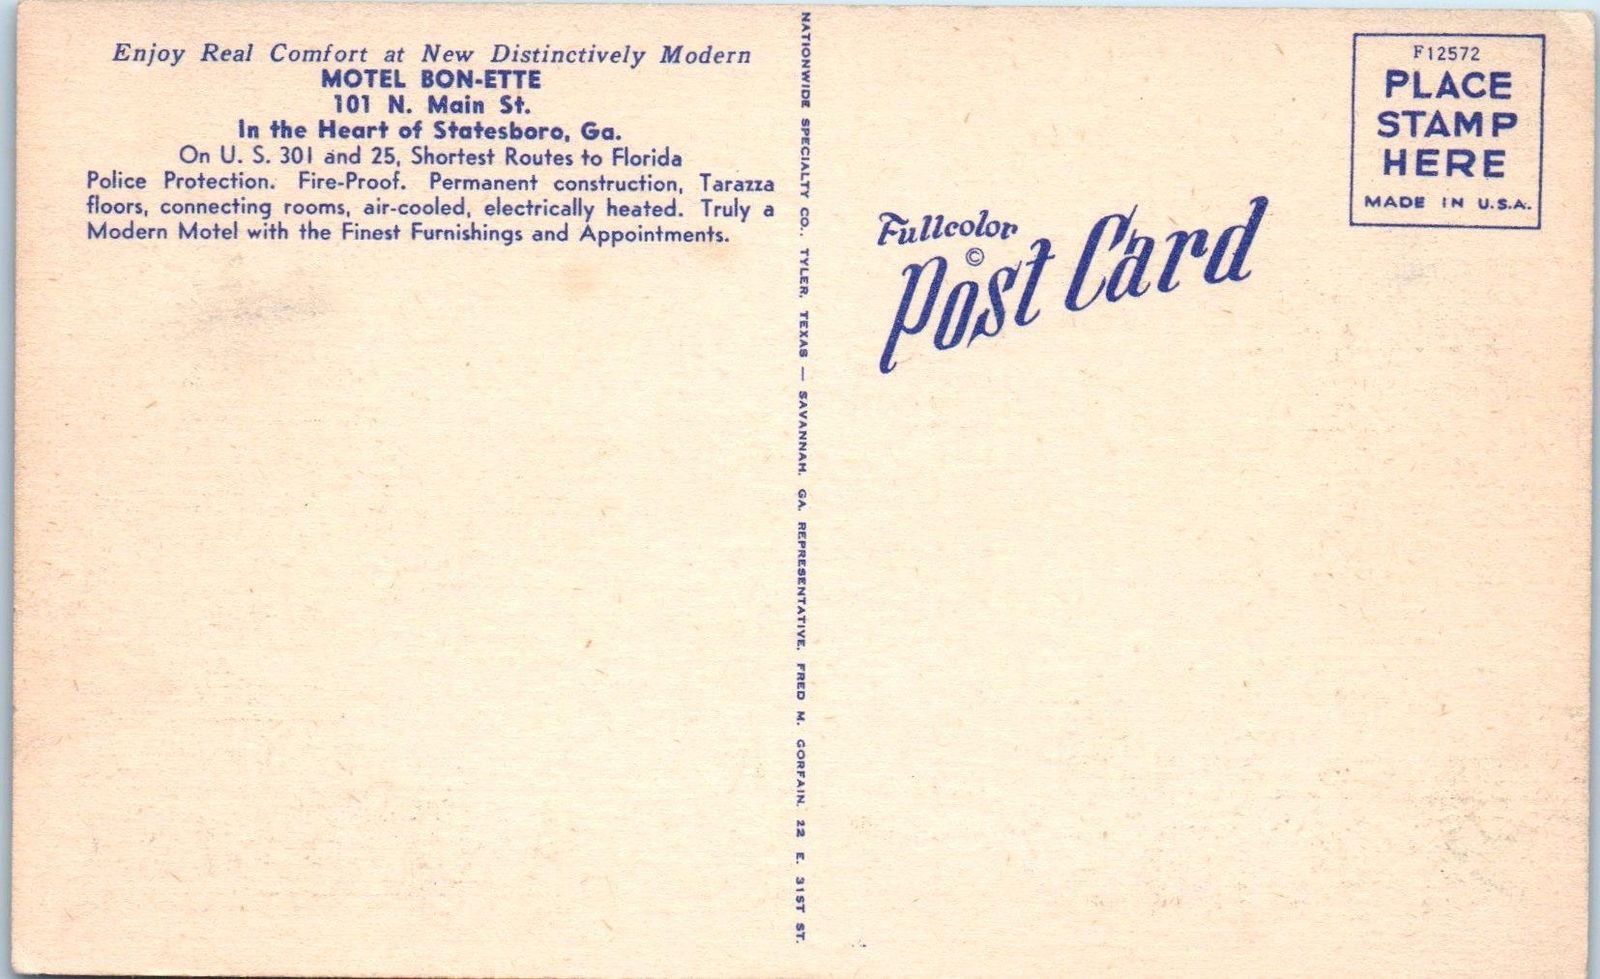 Enjoy Real Comfort at New Distinctively Modern
MOTEL BON-ETTE
101 N. Main St.
In the Heart of Statesboro, Ga.
On U. S. 301 and 25, Shortest Routes to Florida
Police Protection. Fire-Proof. Permanent construction, Tarazza
floors, connecting rooms, air-cooled, electrically heated. Truly a
Modern Motel with the Finest Furnishings and Appointments.
NATIONWIDE SPECIALTY CO., TYLER, TEXAS — SAVANNAH, GA. REPRESENTATIVE, FRED M. GORFAIN, 22 E. 31ST ST.
Fullcolor
©
Post Card
F12572
PLACE
STAMP
HERE
MADE IN U.S.A.